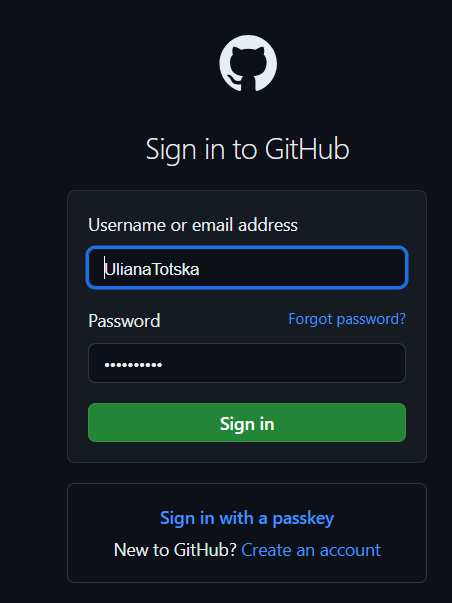 Sign in to GitHub
Username or email address
UlianaTotska
Password Forgot password?
••••••••••
Sign in
Sign in with a passkey
New to GitHub? Create an account